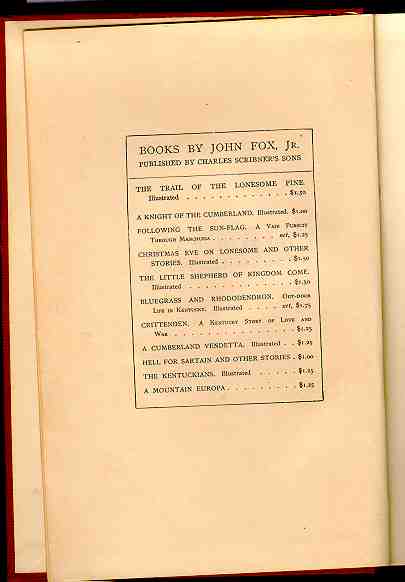 BOOKS BY JOHN FOX, JR.
PUBLISHED BY CHARLES SCRIBNER'S SONS
THE TRAIL OF THE LONESOME PINE.
Illustrated . . . . . . . . . . . . . $1.50
A KNIGHT OF THE CUMBERLAND. Illustrated. $1.00
FOLLOWING THE SUN-FLAG. A VAIN PURSUIT
THROUGH MANCHURIA . . . . . . . . net, $1.25
CHRISTMAS EVE ON LONESOME AND OTHER
STORIES. Illustrated . . . . . . . . $1.50
THE LITTLE SHEPHERD OF KINGDOM COME.
Illustrated . . . . . . . . . . . . . $1.50
BLUEGRASS AND RHODODENDRON. OUT-DOOR
LIFE IN KENTUCKY. Illustrated . . . . net, $1.75
CRITTENDEN. A KENTUCKY STORY OF LOVE AND
WAR . . . . . . . . . . . . . . . $1.25
A CUMBERLAND VENDETTA. Illustrated . . $1.25
HELL FOR SARTAIN AND OTHER STORIES . $1.00
THE KENTUCKIANS. Illustrated . . . . . $1.25
A MOUNTAIN EUROPA . . . . . . . . . . $1.25